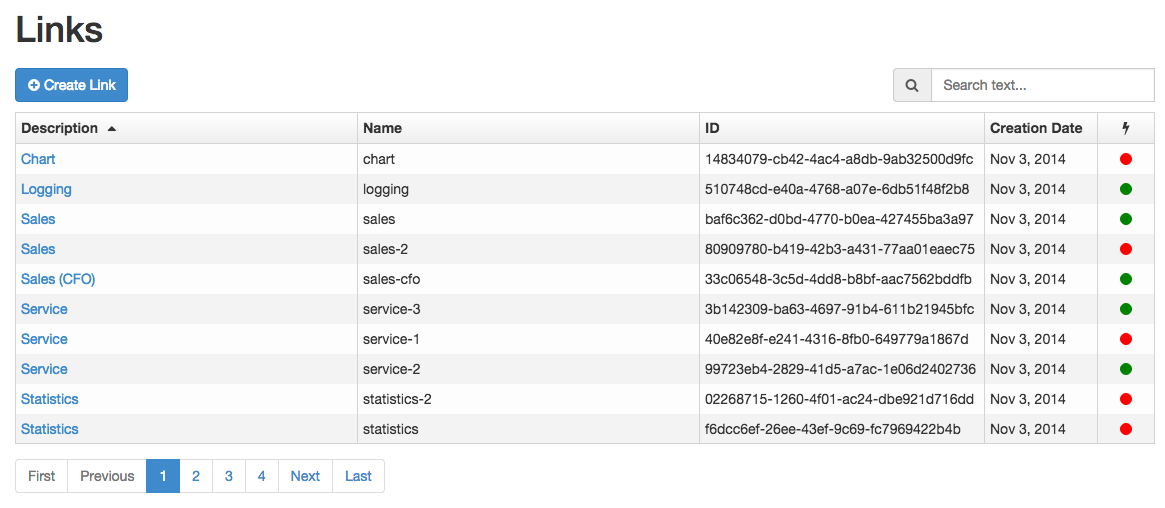 Links
Create Link
Search text...
Description Name ID Creation Date
Chart chart 14834079-cb42-4ac4-a8db-9ab32500d9fc Nov 3, 2014
Logging logging 510748cd-e40a-4768-a07e-6db51f48f2b8 Nov 3, 2014
Sales sales baf6c362-d0bd-4770-b0ea-427455ba3a97 Nov 3, 2014
Sales sales-2 80909780-b419-42b3-a431-77aa01eaec75 Nov 3, 2014
Sales (CFO) sales-cfo 33c06548-3c5d-4dd8-b8bf-aac7562bddfb Nov 3, 2014
Service service-3 3b142309-ba63-4697-91b4-611b21945bfc Nov 3, 2014
Service service-1 40e82e8f-e241-4316-8fb0-649779a1867d Nov 3, 2014
Service service-2 99723eb4-2829-41d5-a7ac-1e06d2402736 Nov 3, 2014
Statistics statistics-2 02268715-1260-4f01-ac24-dbe921d716dd Nov 3, 2014
Statistics statistics f6dcc6ef-26ee-43ef-9c69-fc7969422b4b Nov 3, 2014
First Previous 1 2 3 4 Next Last